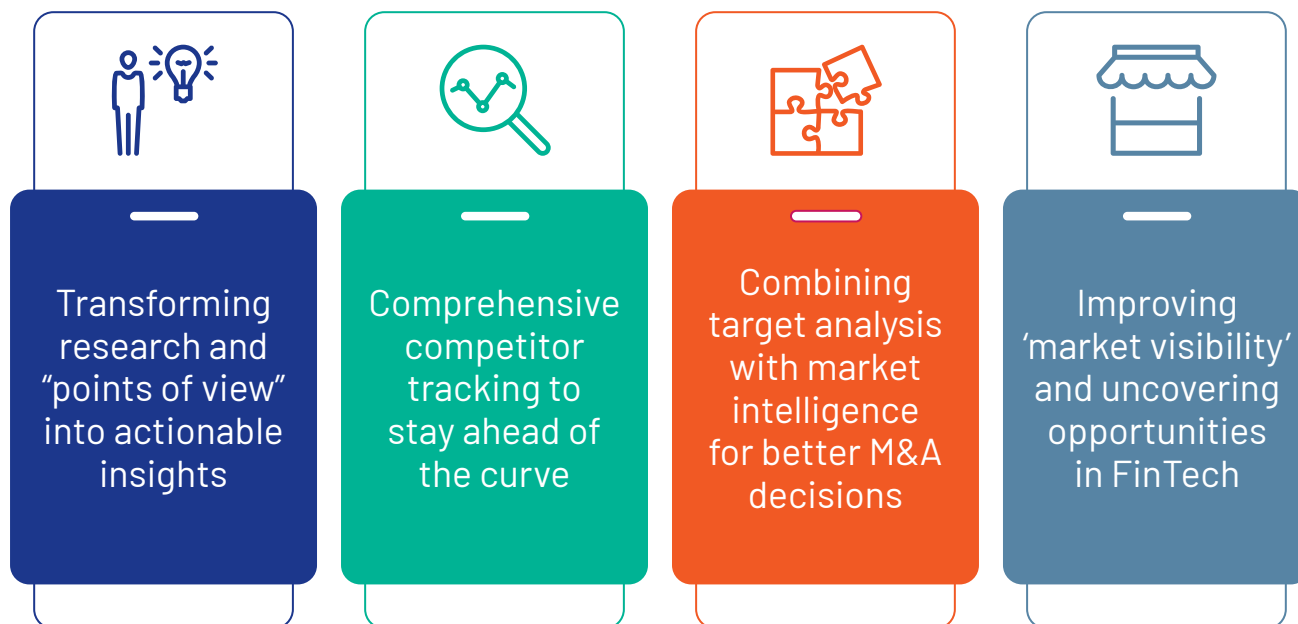 Transforming
research and
“points of view”
into actionable
insights
Comprehensive
competitor
tracking to
stay ahead of
the curve
Combining
target analysis
with market
intelligence
for better M&A
decisions
Improving
‘market visibility’
and uncovering
opportunities
in FinTech